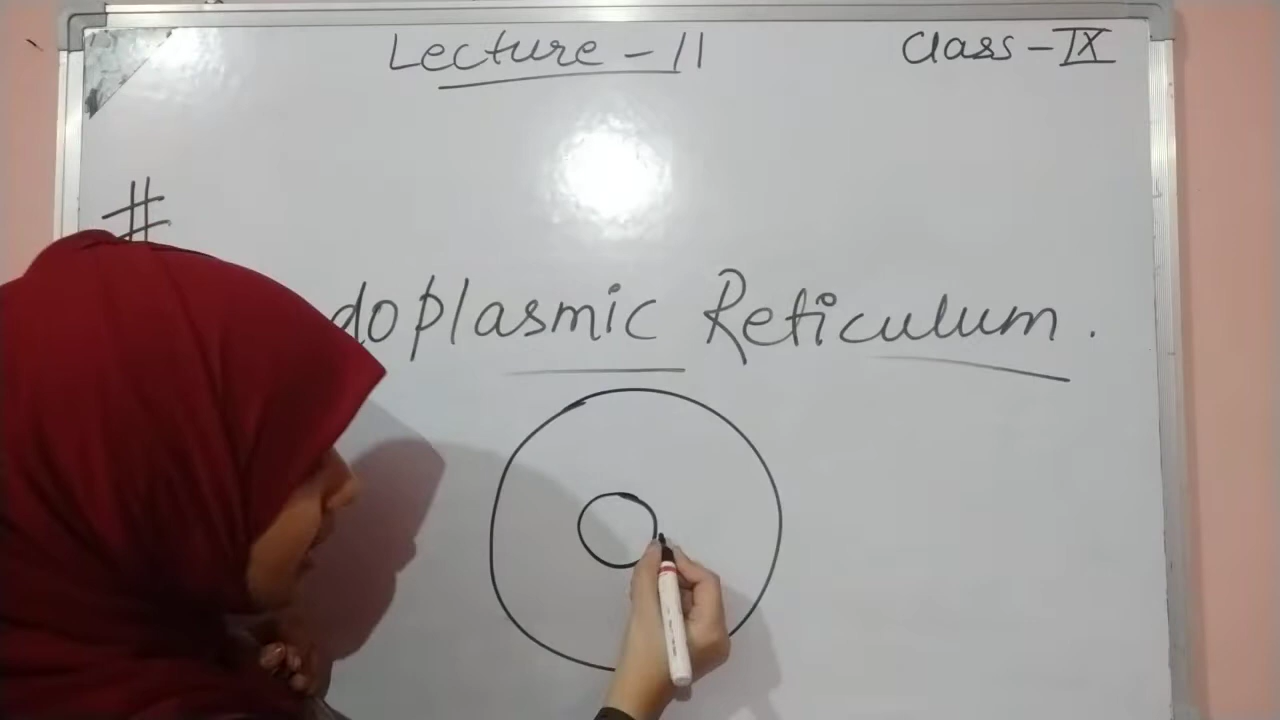 Lecture - 11
Class - IX
#
doplasmic Reticulum.